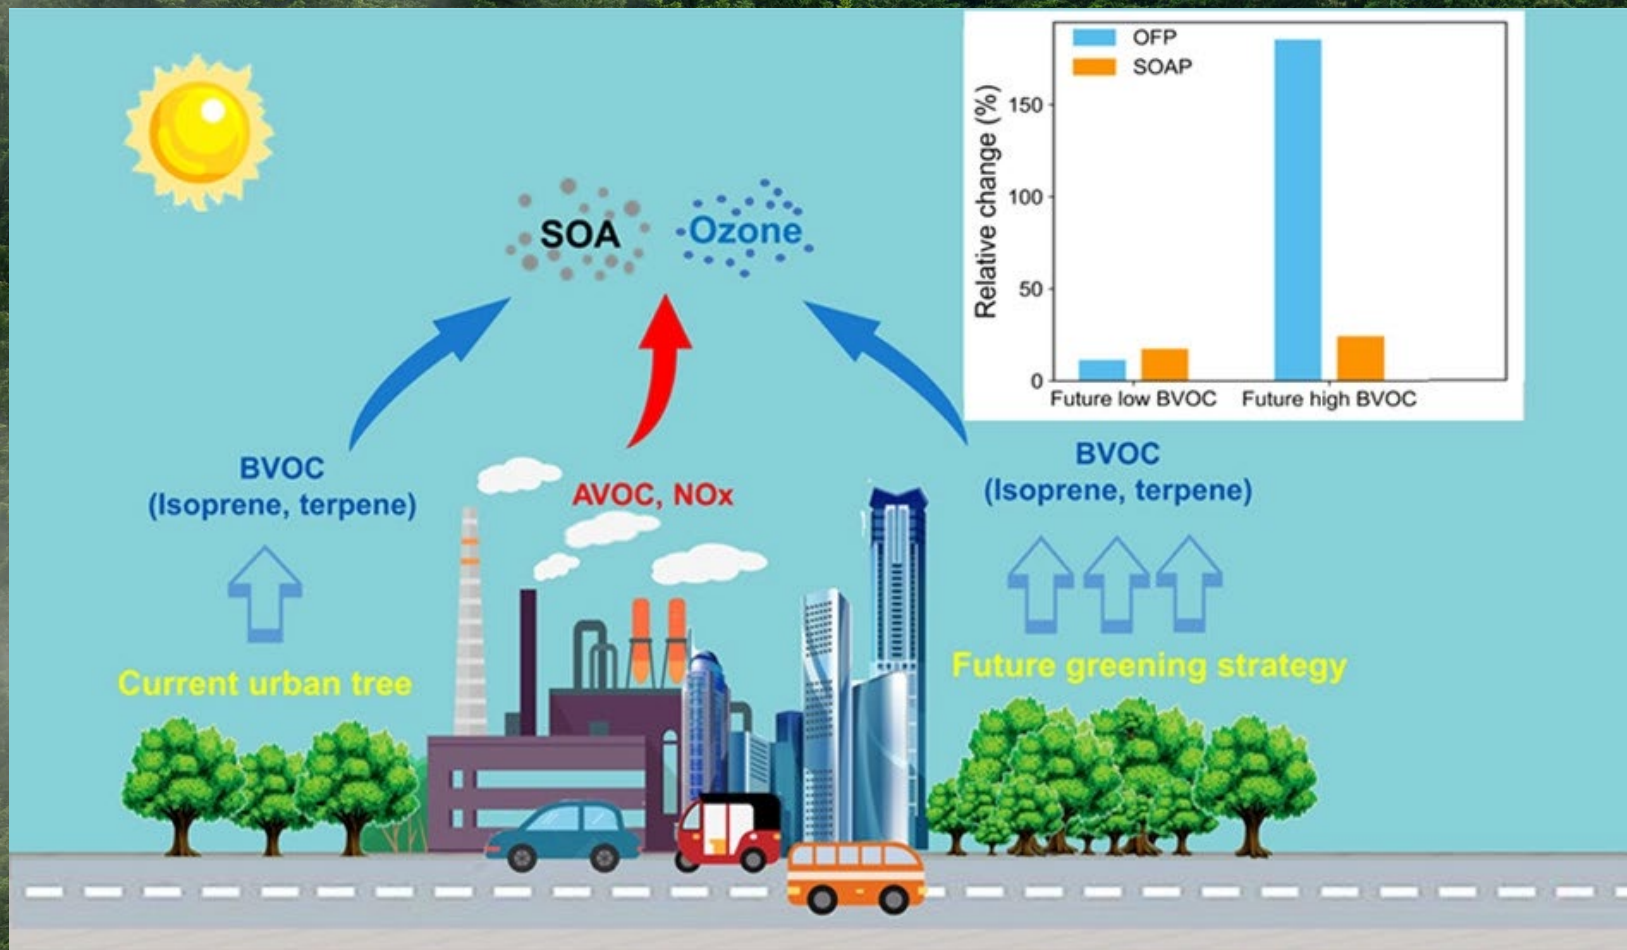 OFP
SOAP
Relative change (%)
150
100
50
0
Future low BVOC
Future high BVOC
SOA
Ozone
BVOC
(Isoprene, terpene)
AVOC, NOx
BVOC
(Isoprene, terpene)
Current urban tree
Future greening strategy